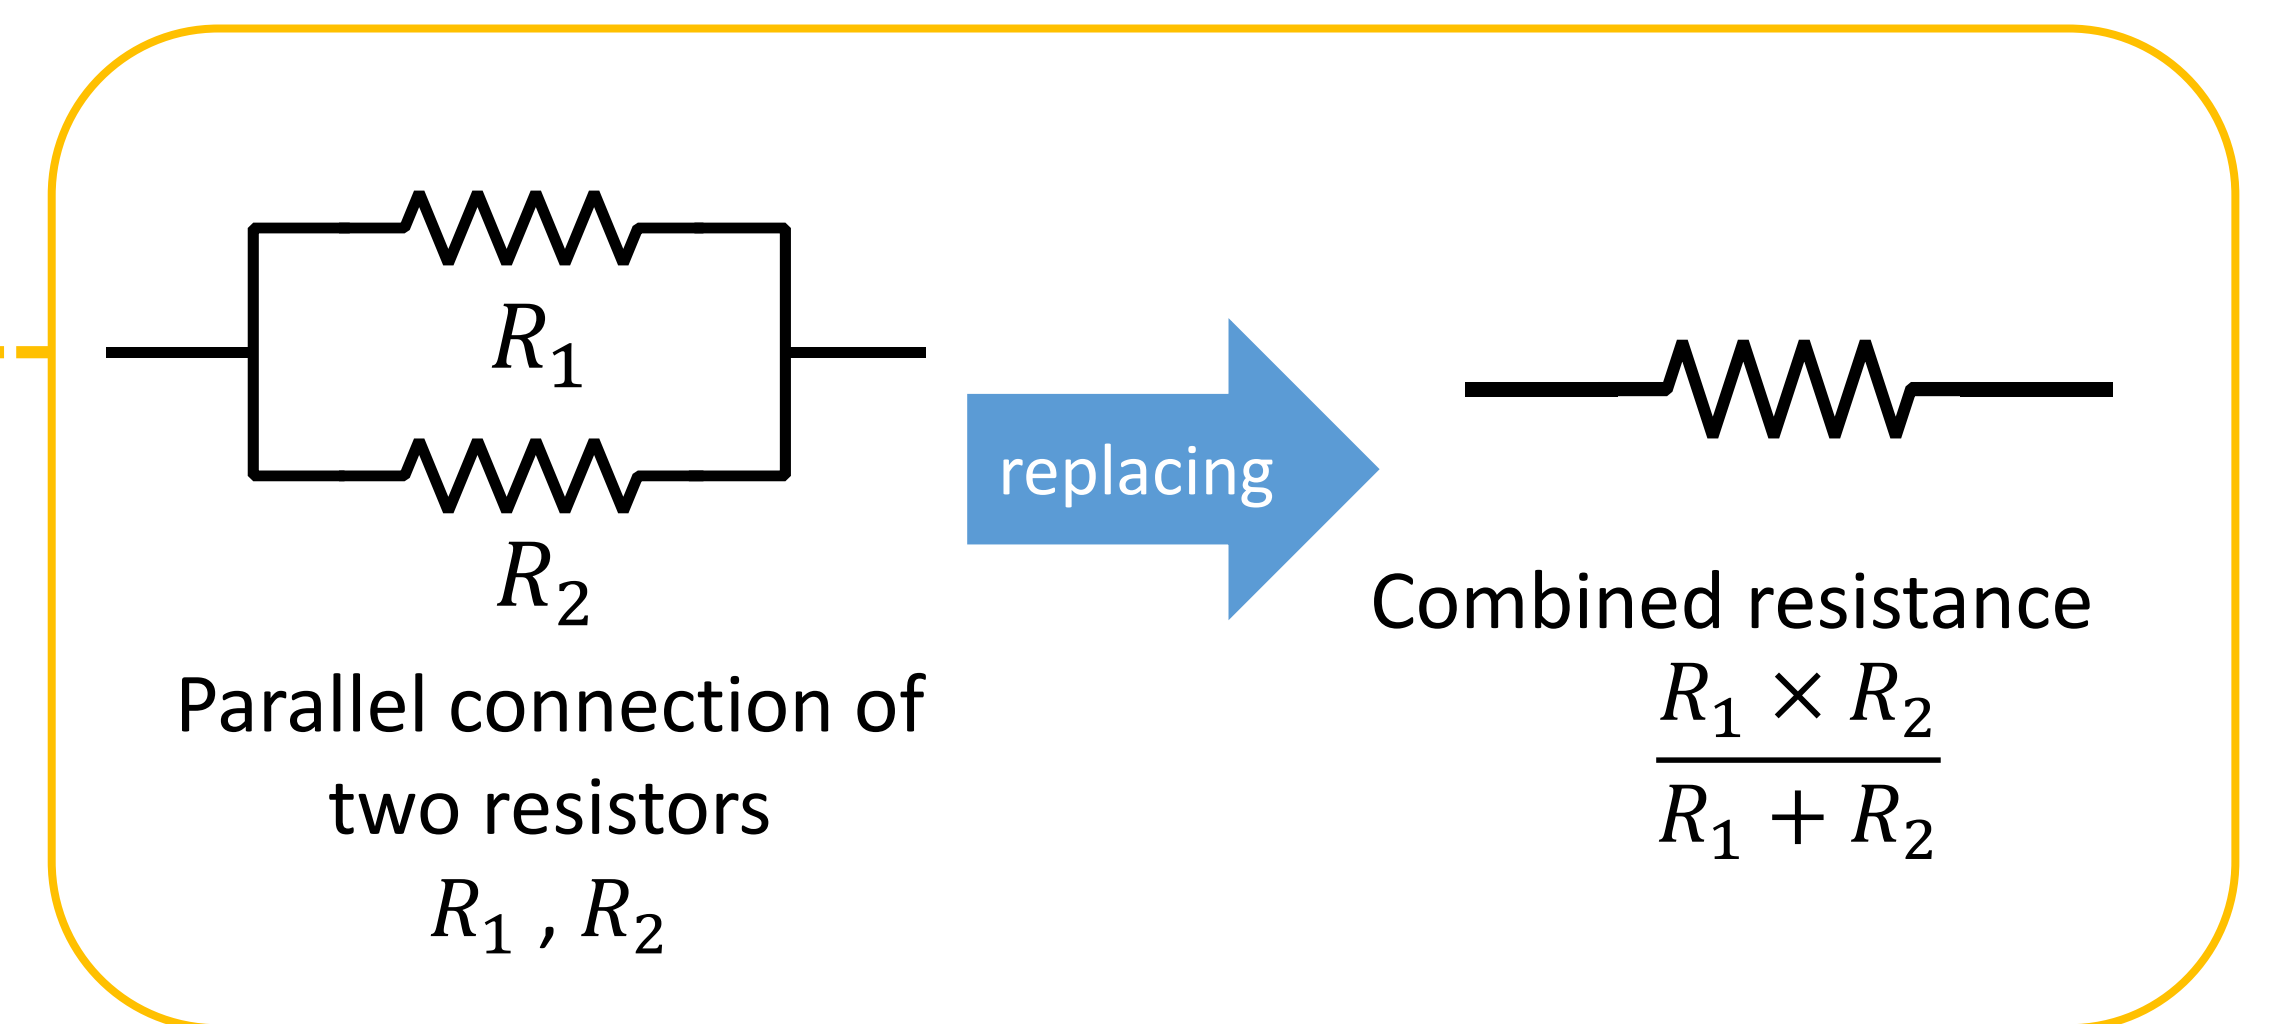 R₁
R₂
Parallel connection of
two resistors
R₁ , R₂
replacing
Combined resistance
R₁ × R₂
R₁ + R₂